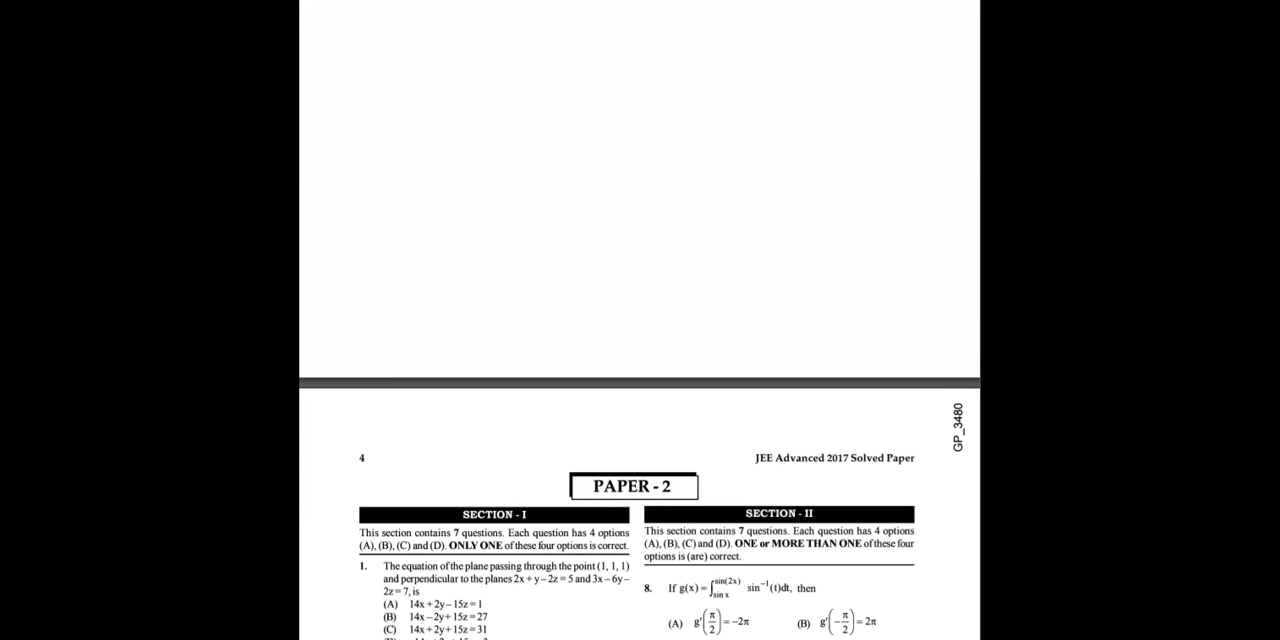 GP_3480
4
JEE Advanced 2017 Solved Paper
PAPER - 2
SECTION - I
This section contains 7 questions. Each question has 4 options
(A), (B), (C) and (D). ONLY ONE of these four options is correct.
1. The equation of the plane passing through the point (1, 1, 1)
and perpendicular to the planes 2x + y – 2z = 5 and 3x – 6y –
2z = 7, is
(A) 14x + 2y – 15z = 1
(B) 14x – 2y + 15z = 27
(C) 14x + 2y + 15z = 31
SECTION - II
This section contains 7 questions. Each question has 4 options
(A), (B), (C) and (D). ONE or MORE THAN ONE of these four
options is (are) correct.
8. If g(x) = ∫_{sin x}^{sin(2x)} sin⁻¹(t)dt, then
(A) g′(π/2) = –2π (B) g′(–π/2) = 2π